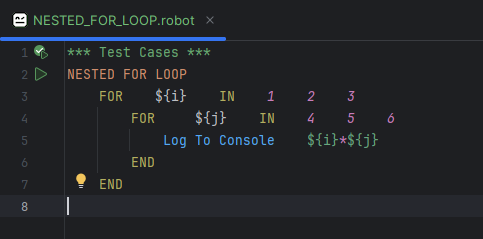 NESTED_FOR_LOOP.robot ×
1 *** Test Cases ***
2 NESTED FOR LOOP
3     FOR    ${i}    IN    1    2    3
4         FOR    ${j}    IN    4    5    6
5             Log To Console    ${i}*${j}
6         END
7     END
8